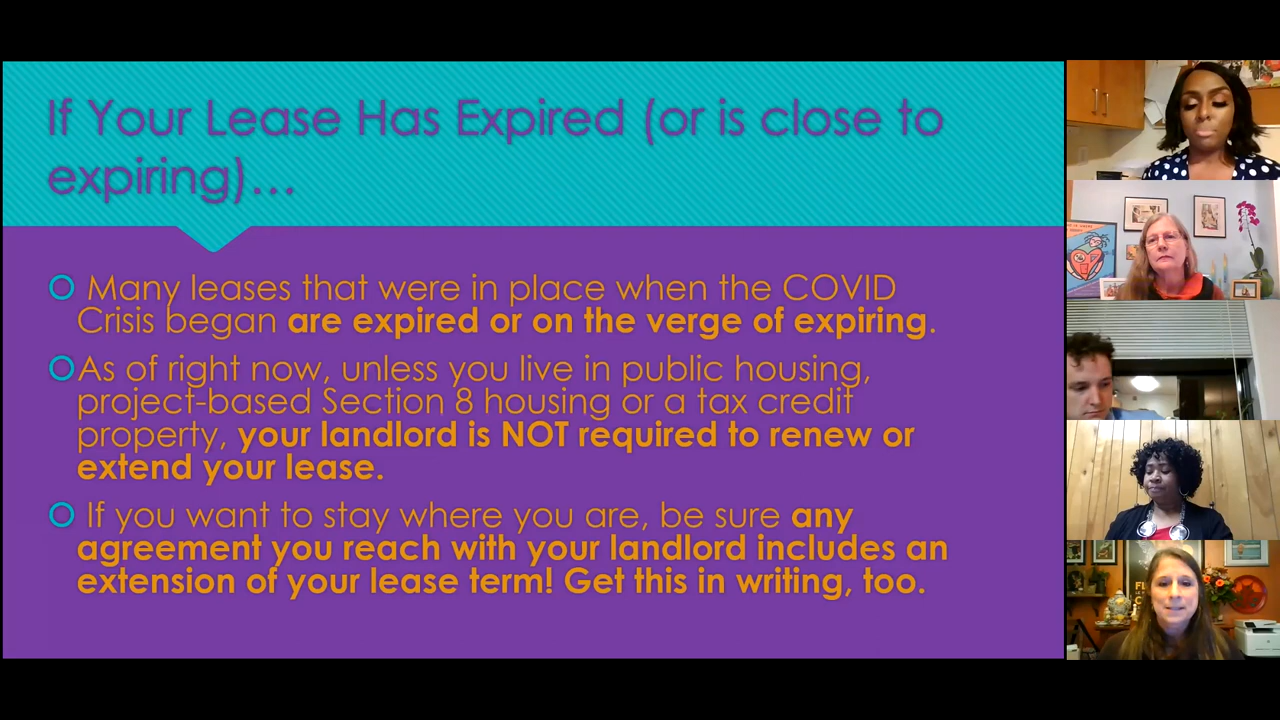 If Your Lease Has Expired (or is close to
expiring)...
Many leases that were in place when the COVID
Crisis began are expired or on the verge of expiring.
As of right now, unless you live in public housing,
project-based Section 8 housing or a tax credit
property, your landlord is NOT required to renew or
extend your lease.
If you want to stay where you are, be sure any
agreement you reach with your landlord includes an
extension of your lease term! Get this in writing, too.